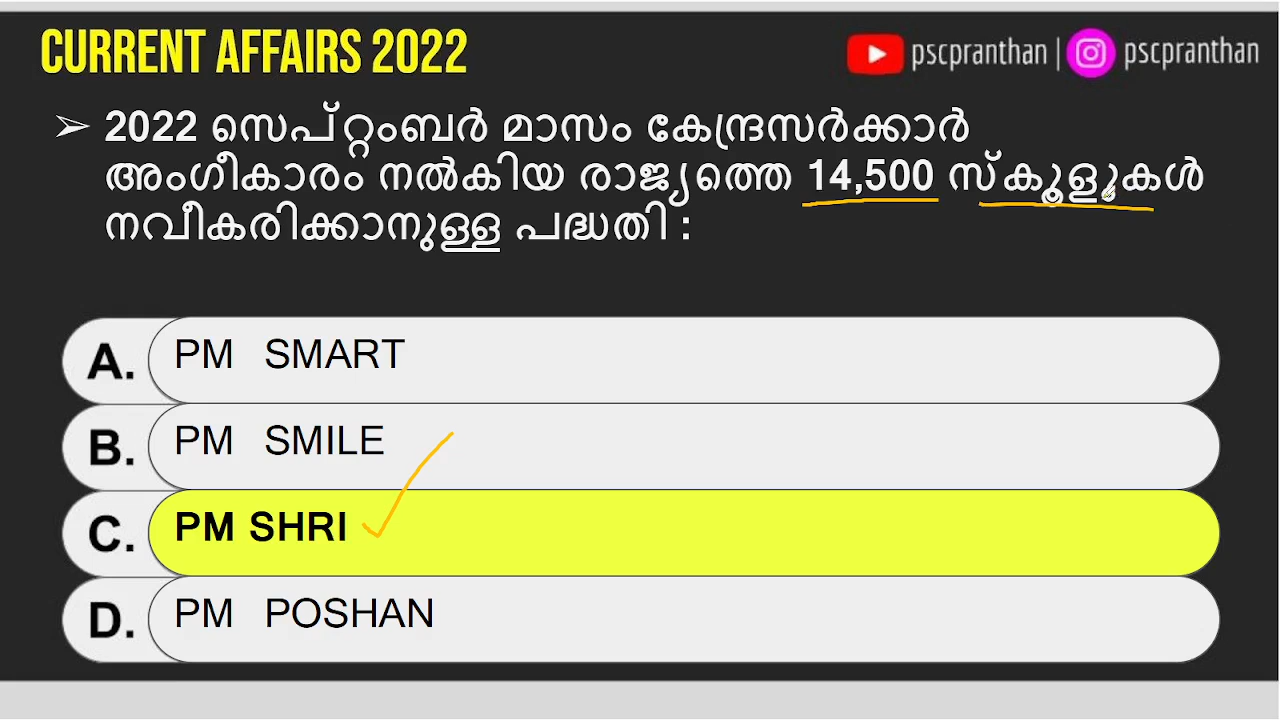 CURRENT AFFAIRS 2022
pscpranthan | pscpranthan
➢ 2022 സെപ്റ്റംബർ മാസം കേന്ദ്രസർക്കാർ
അംഗീകാരം നൽകിയ രാജ്യത്തെ 14,500 സ്കൂളുകൾ
നവീകരിക്കാനുള്ള പദ്ധതി :
A. PM SMART
B. PM SMILE
C. PM SHRI
D. PM POSHAN